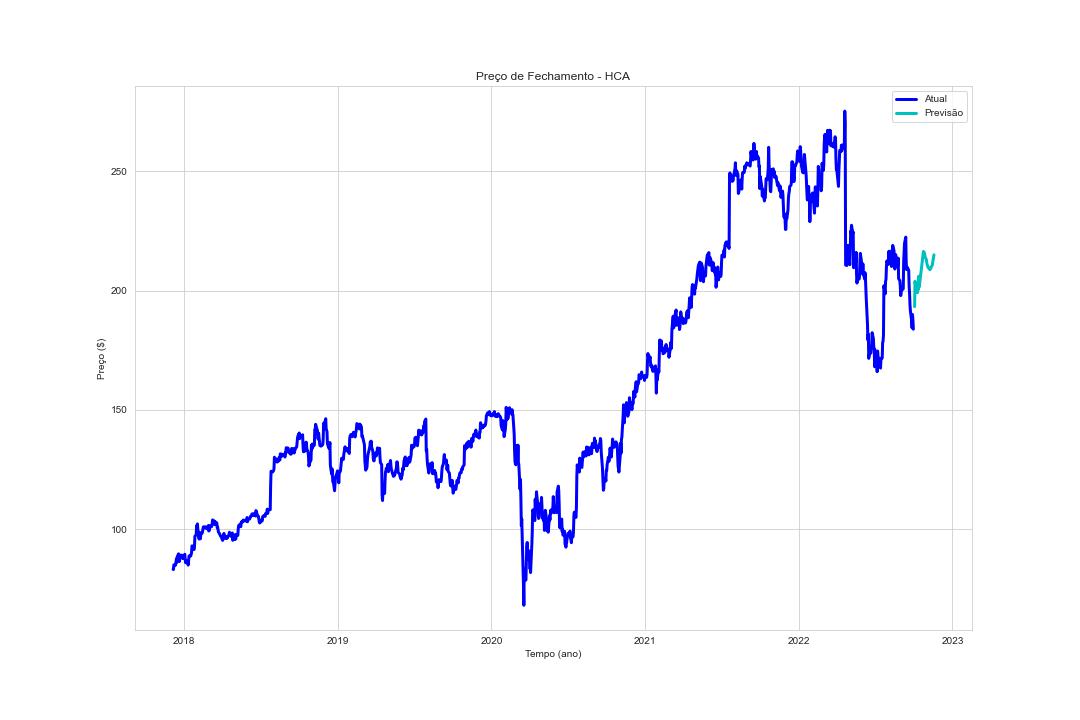 Preço de Fechamento - HCA
Atual
Previsão
250
200
150
100
Preço ($)
2018 2019 2020 2021 2022 2023
Tempo (ano)